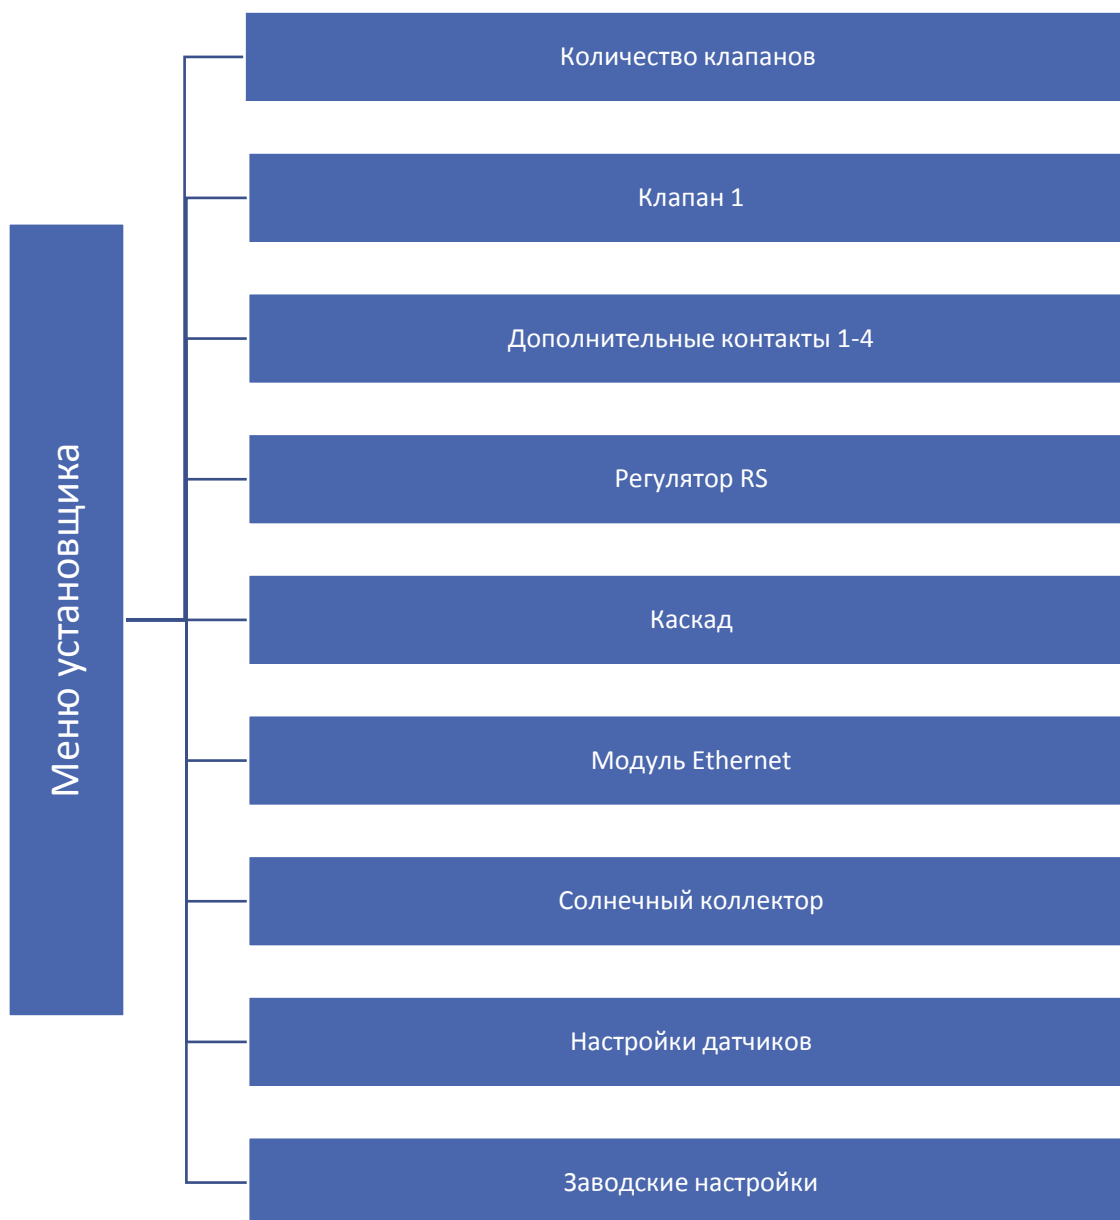 Меню установщика
Количество клапанов
Клапан 1
Дополнительные контакты 1-4
Регулятор RS
Каскад
Модуль Ethernet
Солнечный коллектор
Настройки датчиков
Заводские настройки